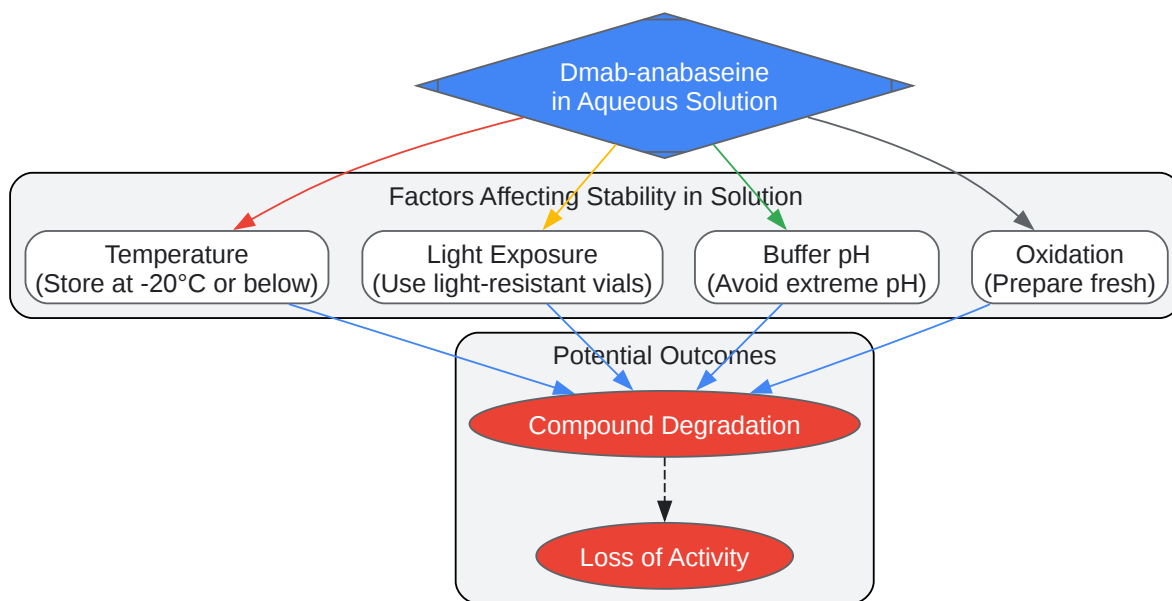 Dmab-anabaseine
in Aqueous Solution
Factors Affecting Stability in Solution
Temperature
(Store at -20°C or below)
Light Exposure
(Use light-resistant vials)
Buffer pH
(Avoid extreme pH)
Oxidation
(Prepare fresh)
Potential Outcomes
Compound Degradation
Loss of Activity